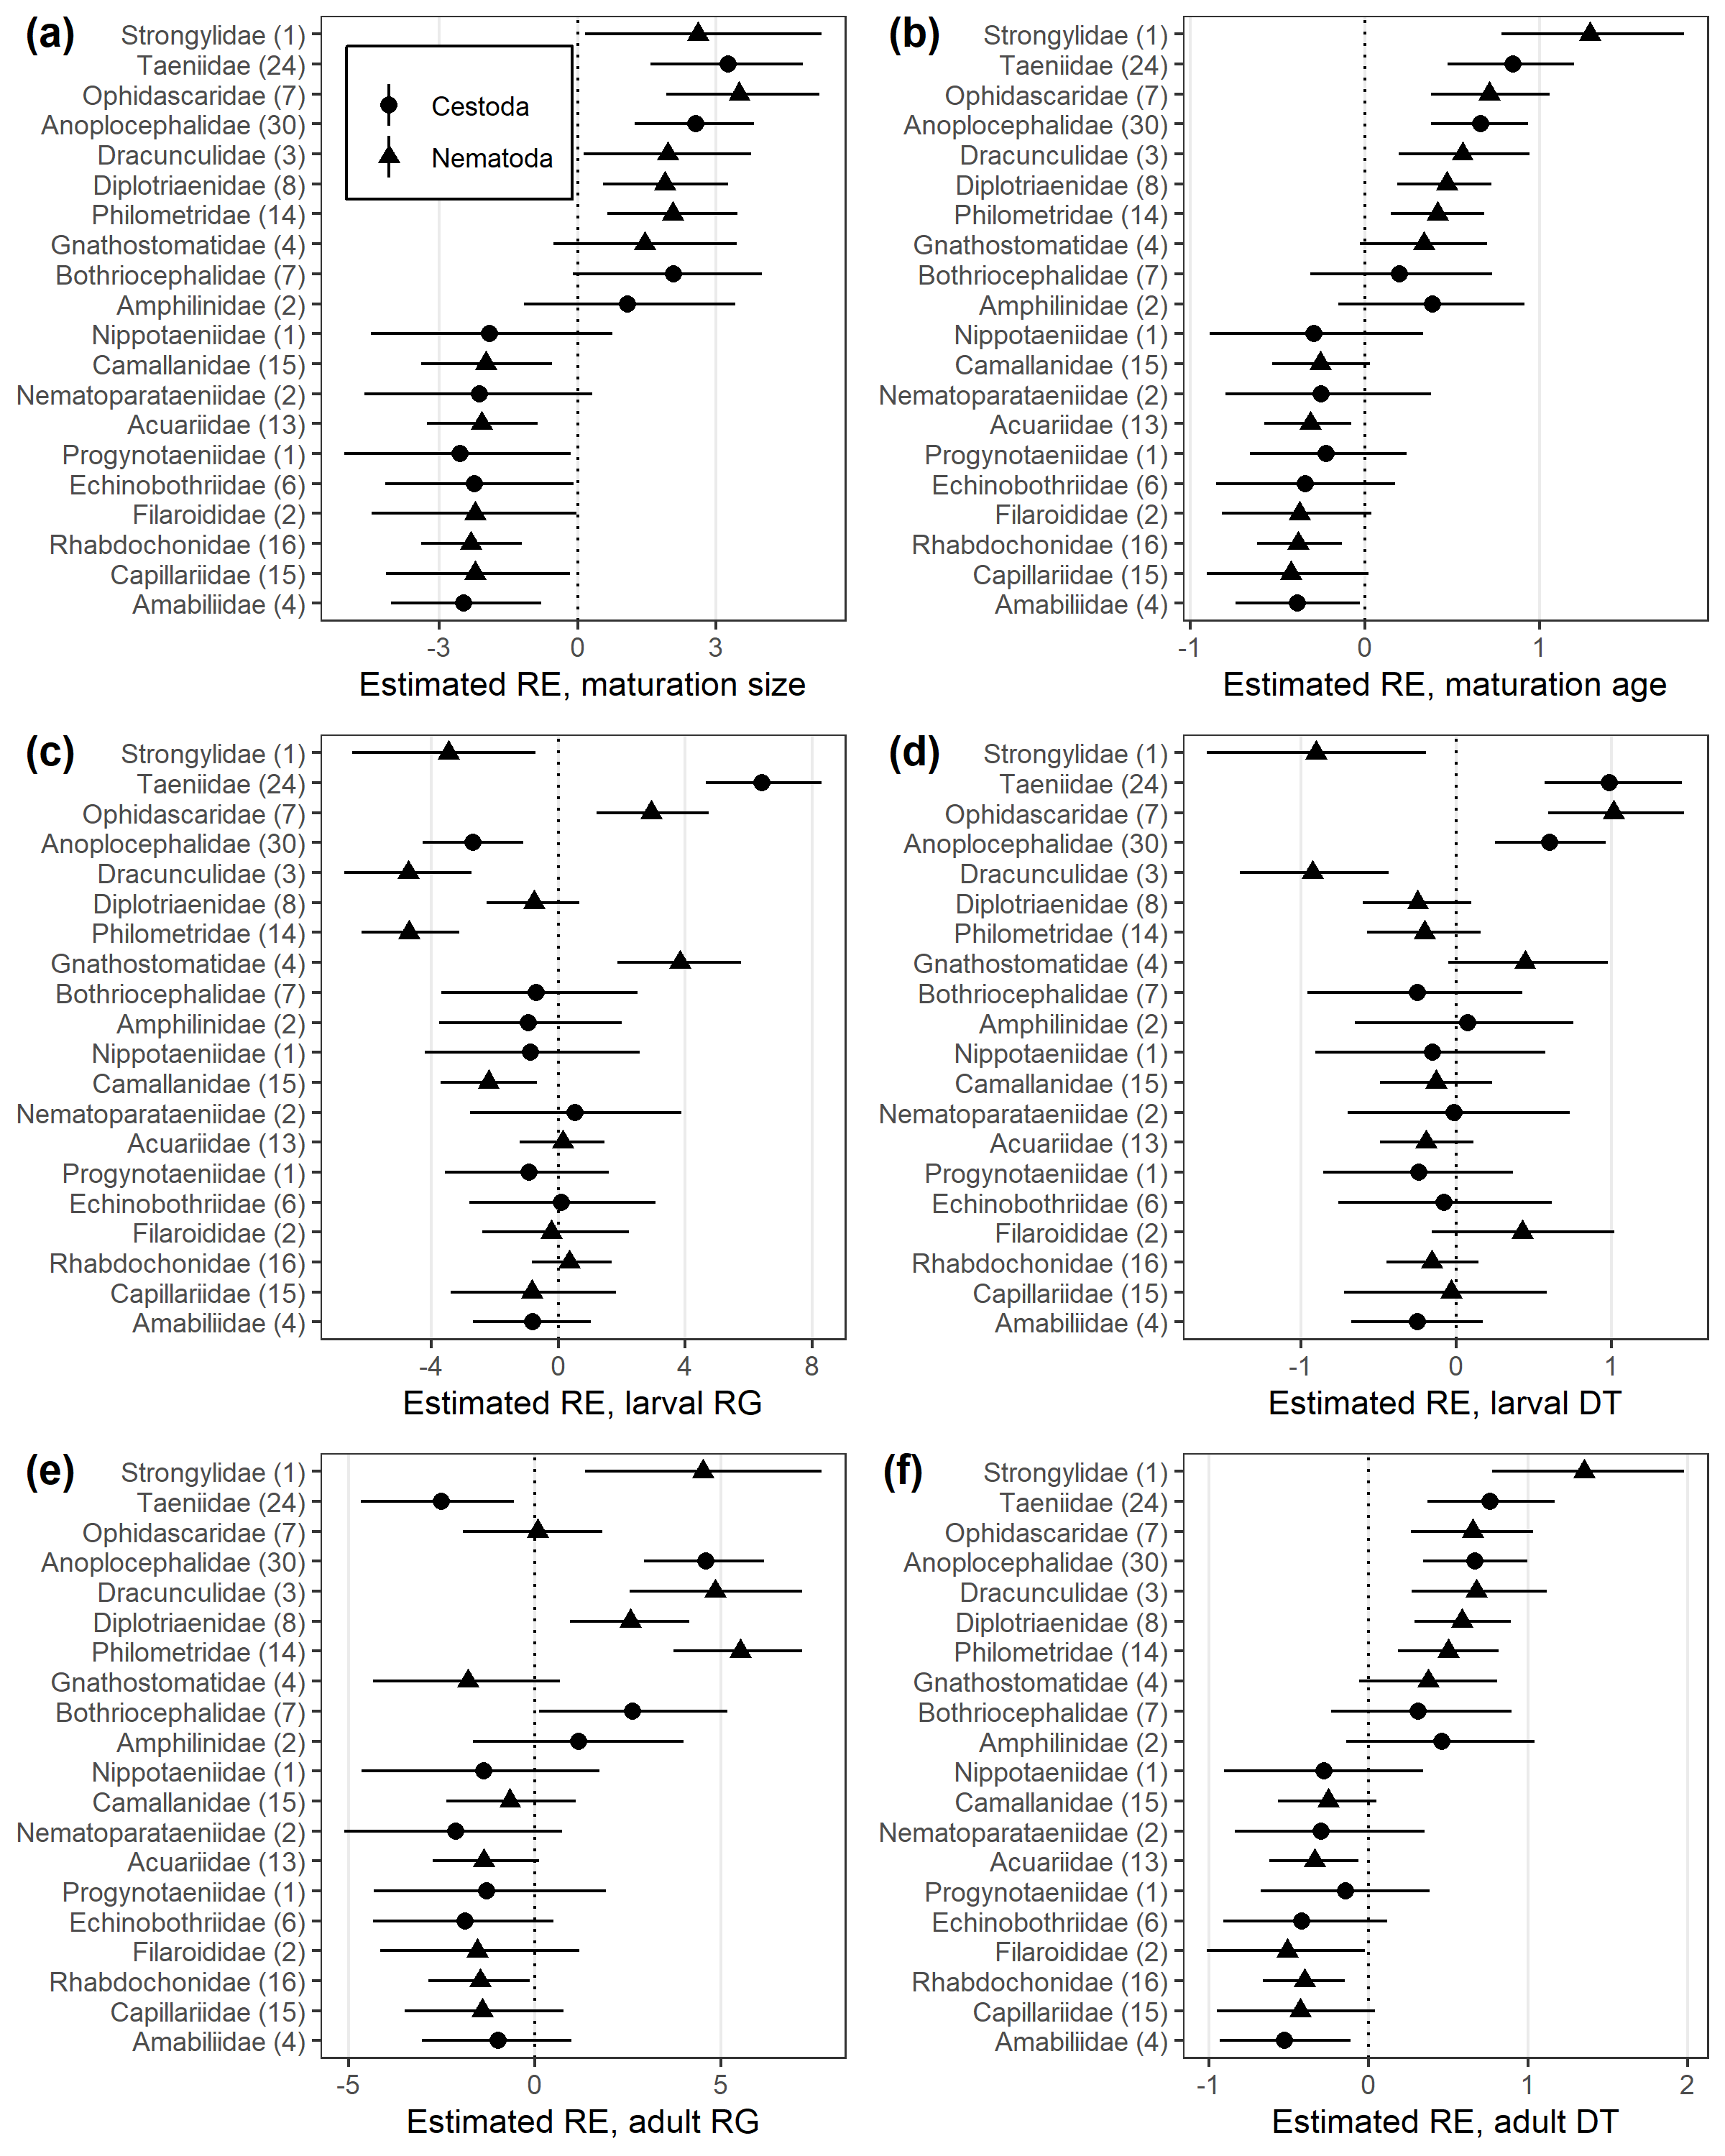 (a)
Strongylidae (1)
Taeniidae (24)
Ophidascaridae (7)
Anoplocephalidae (30)
Dracunculidae (3)
Diplotriaenidae (8)
Philometridae (14)
Gnathostomatidae (4)
Bothriocephalidae (7)
Amphilinidae (2)
Nippotaeniidae (1)
Camallanidae (15)
Nematoparataeniidae (2)
Acuariidae (13)
Progynotaeniidae (1)
Echinobothriidae (6)
Filaroididae (2)
Rhabdochonidae (16)
Capillariidae (15)
Amabiliidae (4)
Cestoda
Nematoda
-3 0 3
Estimated RE, maturation size
(b)
Strongylidae (1)
Taeniidae (24)
Ophidascaridae (7)
Anoplocephalidae (30)
Dracunculidae (3)
Diplotriaenidae (8)
Philometridae (14)
Gnathostomatidae (4)
Bothriocephalidae (7)
Amphilinidae (2)
Nippotaeniidae (1)
Camallanidae (15)
Nematoparataeniidae (2)
Acuariidae (13)
Progynotaeniidae (1)
Echinobothriidae (6)
Filaroididae (2)
Rhabdochonidae (16)
Capillariidae (15)
Amabiliidae (4)
-1 0 1
Estimated RE, maturation age
(c)
Strongylidae (1)
Taeniidae (24)
Ophidascaridae (7)
Anoplocephalidae (30)
Dracunculidae (3)
Diplotriaenidae (8)
Philometridae (14)
Gnathostomatidae (4)
Bothriocephalidae (7)
Amphilinidae (2)
Nippotaeniidae (1)
Camallanidae (15)
Nematoparataeniidae (2)
Acuariidae (13)
Progynotaeniidae (1)
Echinobothriidae (6)
Filaroididae (2)
Rhabdochonidae (16)
Capillariidae (15)
Amabiliidae (4)
-4 0 4 8
Estimated RE, larval RG
(d)
Strongylidae (1)
Taeniidae (24)
Ophidascaridae (7)
Anoplocephalidae (30)
Dracunculidae (3)
Diplotriaenidae (8)
Philometridae (14)
Gnathostomatidae (4)
Bothriocephalidae (7)
Amphilinidae (2)
Nippotaeniidae (1)
Camallanidae (15)
Nematoparataeniidae (2)
Acuariidae (13)
Progynotaeniidae (1)
Echinobothriidae (6)
Filaroididae (2)
Rhabdochonidae (16)
Capillariidae (15)
Amabiliidae (4)
-1 0 1
Estimated RE, larval DT
(e)
Strongylidae (1)
Taeniidae (24)
Ophidascaridae (7)
Anoplocephalidae (30)
Dracunculidae (3)
Diplotriaenidae (8)
Philometridae (14)
Gnathostomatidae (4)
Bothriocephalidae (7)
Amphilinidae (2)
Nippotaeniidae (1)
Camallanidae (15)
Nematoparataeniidae (2)
Acuariidae (13)
Progynotaeniidae (1)
Echinobothriidae (6)
Filaroididae (2)
Rhabdochonidae (16)
Capillariidae (15)
Amabiliidae (4)
-5 0 5
Estimated RE, adult RG
(f)
Strongylidae (1)
Taeniidae (24)
Ophidascaridae (7)
Anoplocephalidae (30)
Dracunculidae (3)
Diplotriaenidae (8)
Philometridae (14)
Gnathostomatidae (4)
Bothriocephalidae (7)
Amphilinidae (2)
Nippotaeniidae (1)
Camallanidae (15)
Nematoparataeniidae (2)
Acuariidae (13)
Progynotaeniidae (1)
Echinobothriidae (6)
Filaroididae (2)
Rhabdochonidae (16)
Capillariidae (15)
Amabiliidae (4)
-1 0 1 2
Estimated RE, adult DT